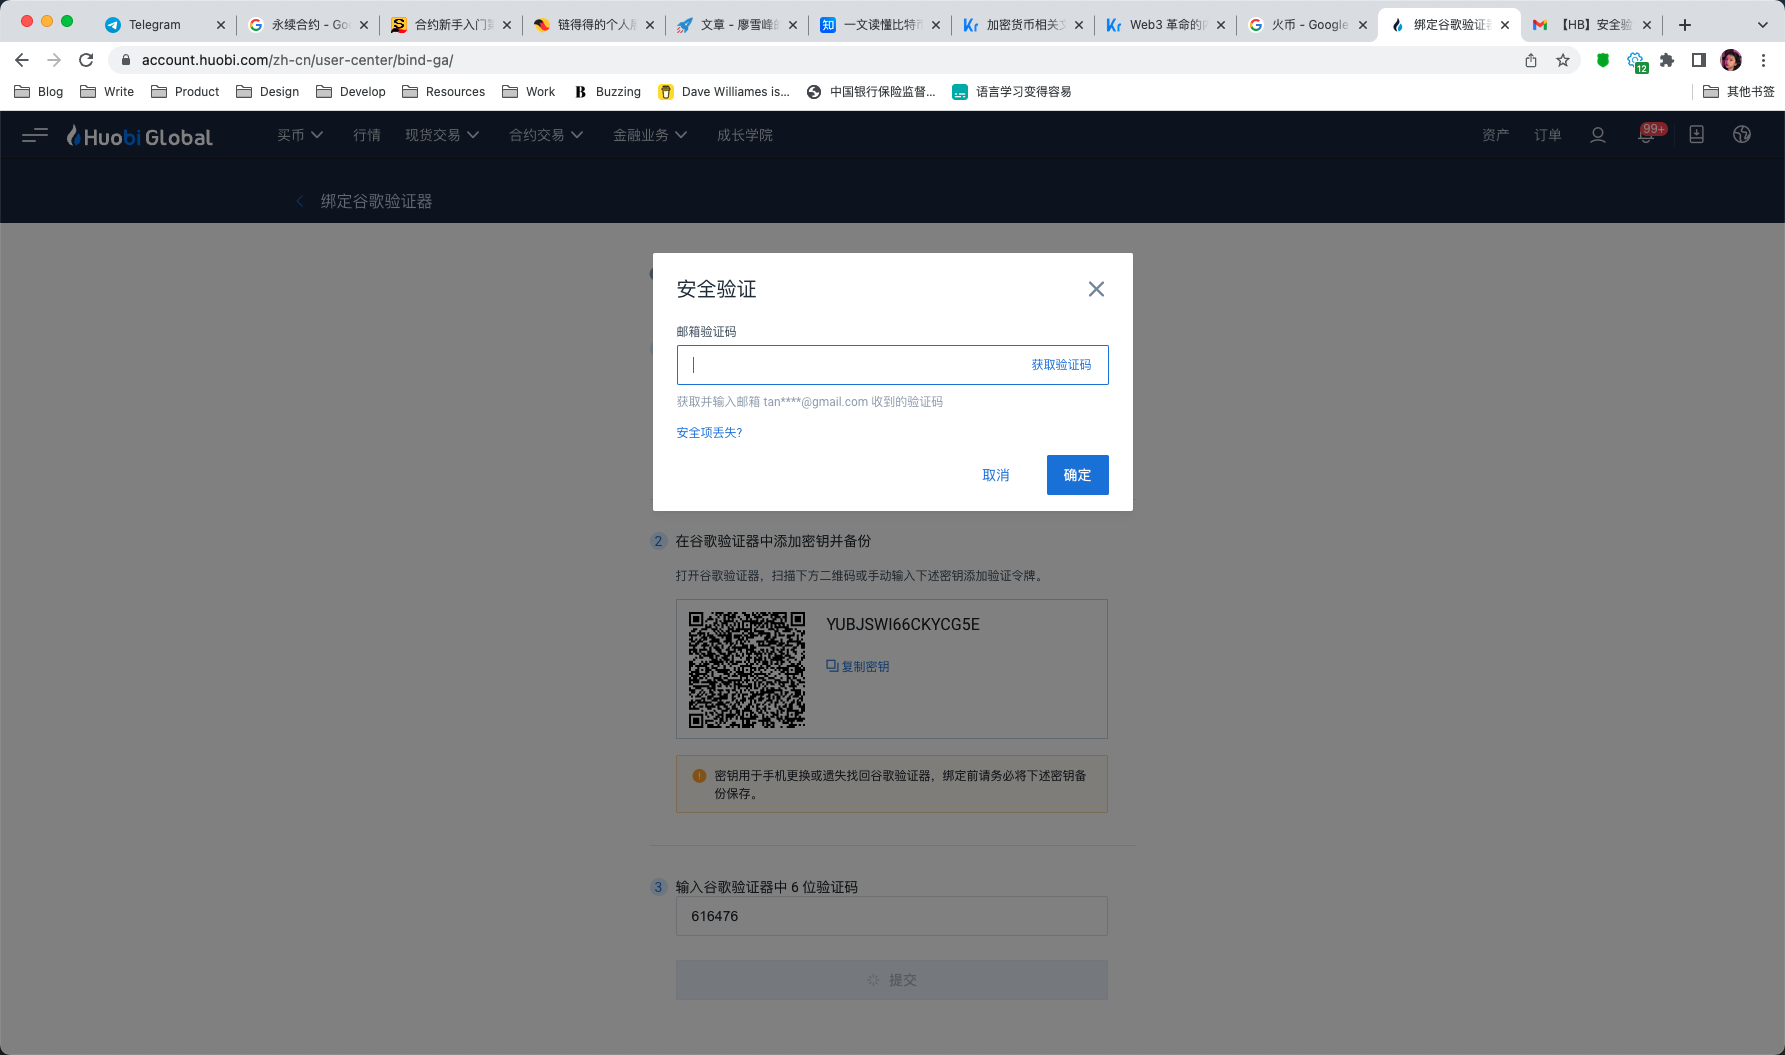 Telegram
永续合约 - Go
合约新手入门
链得得的个人
文章 - 廖雪峰
一文读懂比特
加密货币相关
Web3 革命的
火币 - Google
绑定谷歌验证
【HB】安全验
account.huobi.com/zh-cn/user-center/bind-ga/
12
Blog
Write
Product
Design
Develop
Resources
Work
B Buzzing
Dave Williames is...
中国银行保险监督...
语言学习变得容易
其他书签
Huobi Global
买币
行情
现货交易
合约交易
金融业务
成长学院
资产
订单
99+
绑定谷歌验证器
安全验证
邮箱验证码
获取验证码
获取并输入邮箱 tan****@gmail.com 收到的验证码
安全项丢失?
取消
确定
2 在谷歌验证器中添加密钥并备份
打开谷歌验证器，扫描下方二维码或手动输入下述密钥添加验证令牌。
YUBJSWI66CKYCG5E
复制密钥
密钥用于手机更换或遗失找回谷歌验证器，绑定前请务必将下述密钥备
份保存。
3 输入谷歌验证器中 6 位验证码
616476
提交